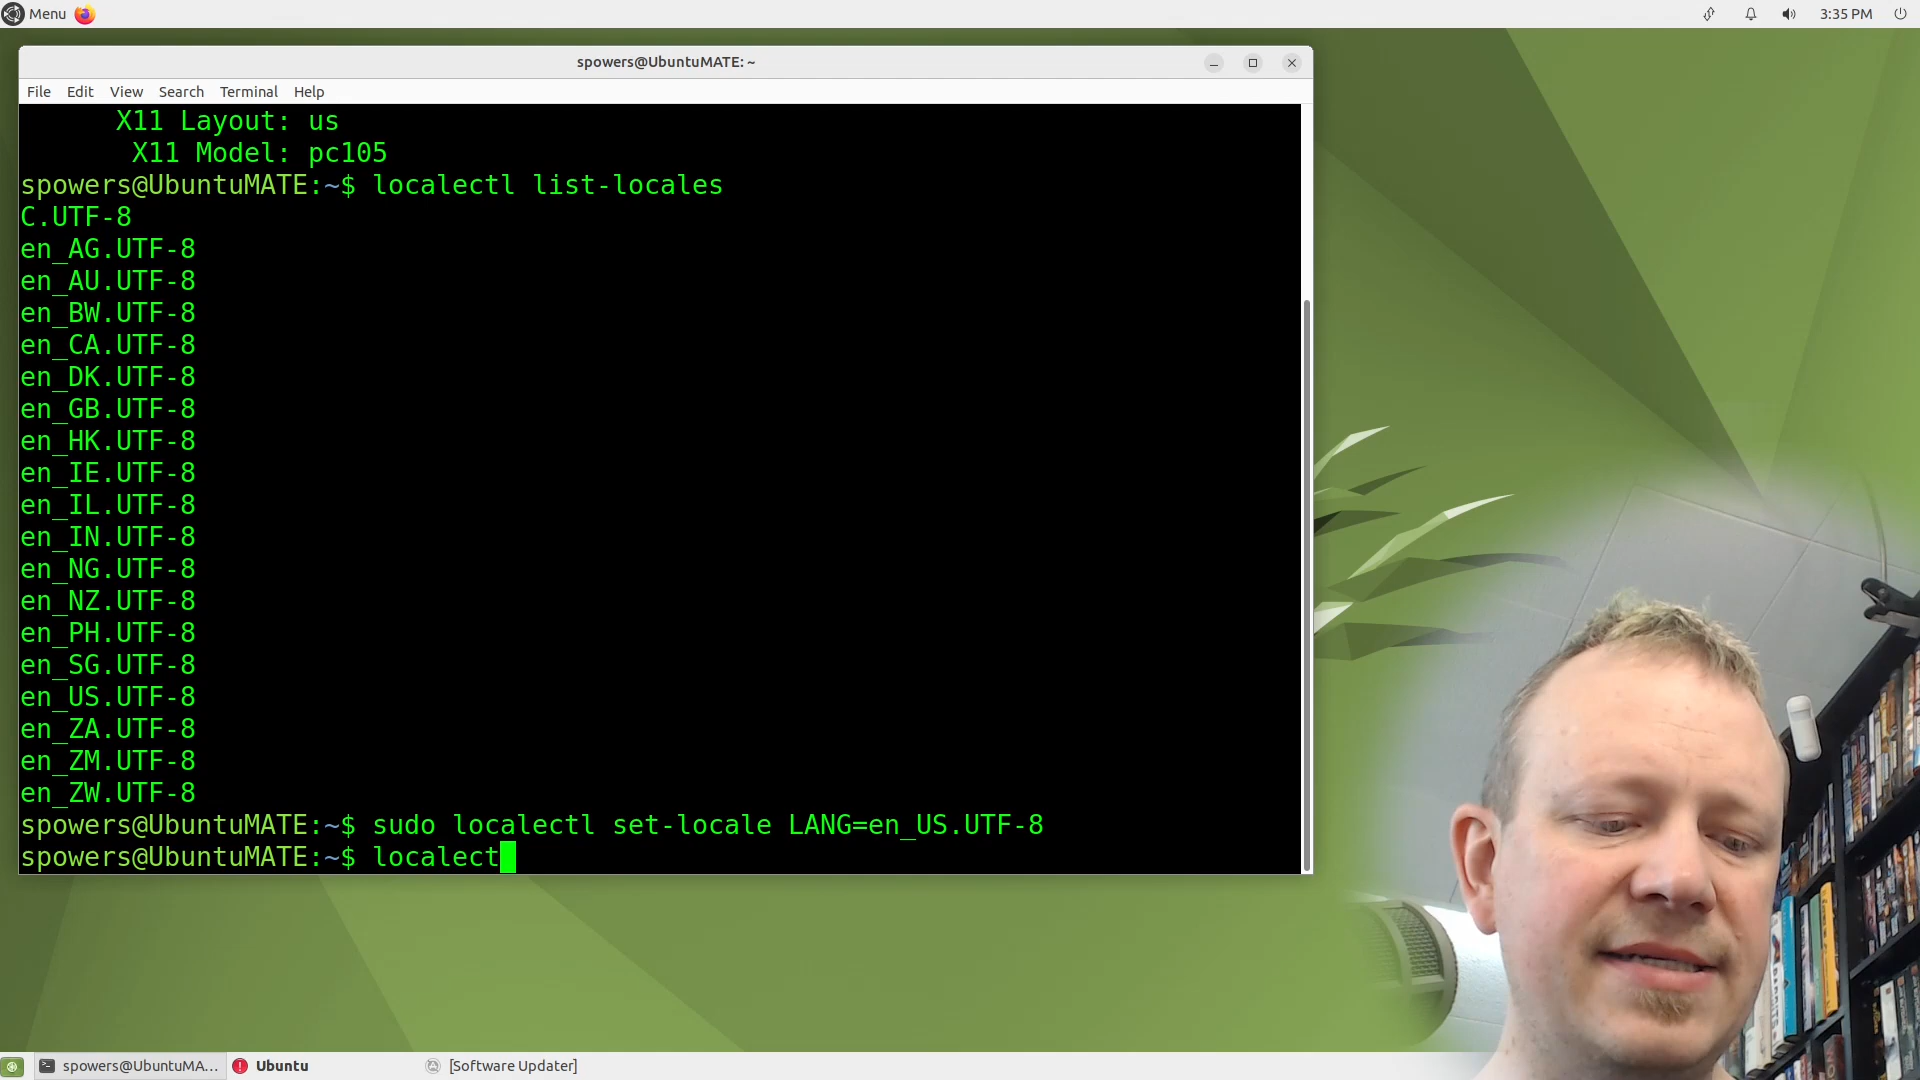 Menu
3:35 PM
spowers@UbuntuMATE: ~
File Edit View Search Terminal Help
X11 Layout: us
X11 Model: pc105
spowers@UbuntuMATE:~$ localectl list-locales
C.UTF-8
en_AG.UTF-8
en_AU.UTF-8
en_BW.UTF-8
en_CA.UTF-8
en_DK.UTF-8
en_GB.UTF-8
en_HK.UTF-8
en_IE.UTF-8
en_IL.UTF-8
en_IN.UTF-8
en_NG.UTF-8
en_NZ.UTF-8
en_PH.UTF-8
en_SG.UTF-8
en_US.UTF-8
en_ZA.UTF-8
en_ZM.UTF-8
en_ZW.UTF-8
spowers@UbuntuMATE:~$ sudo localectl set-locale LANG=en_US.UTF-8
spowers@UbuntuMATE:~$ localect
spowers@UbuntuMA... Ubuntu [Software Updater]